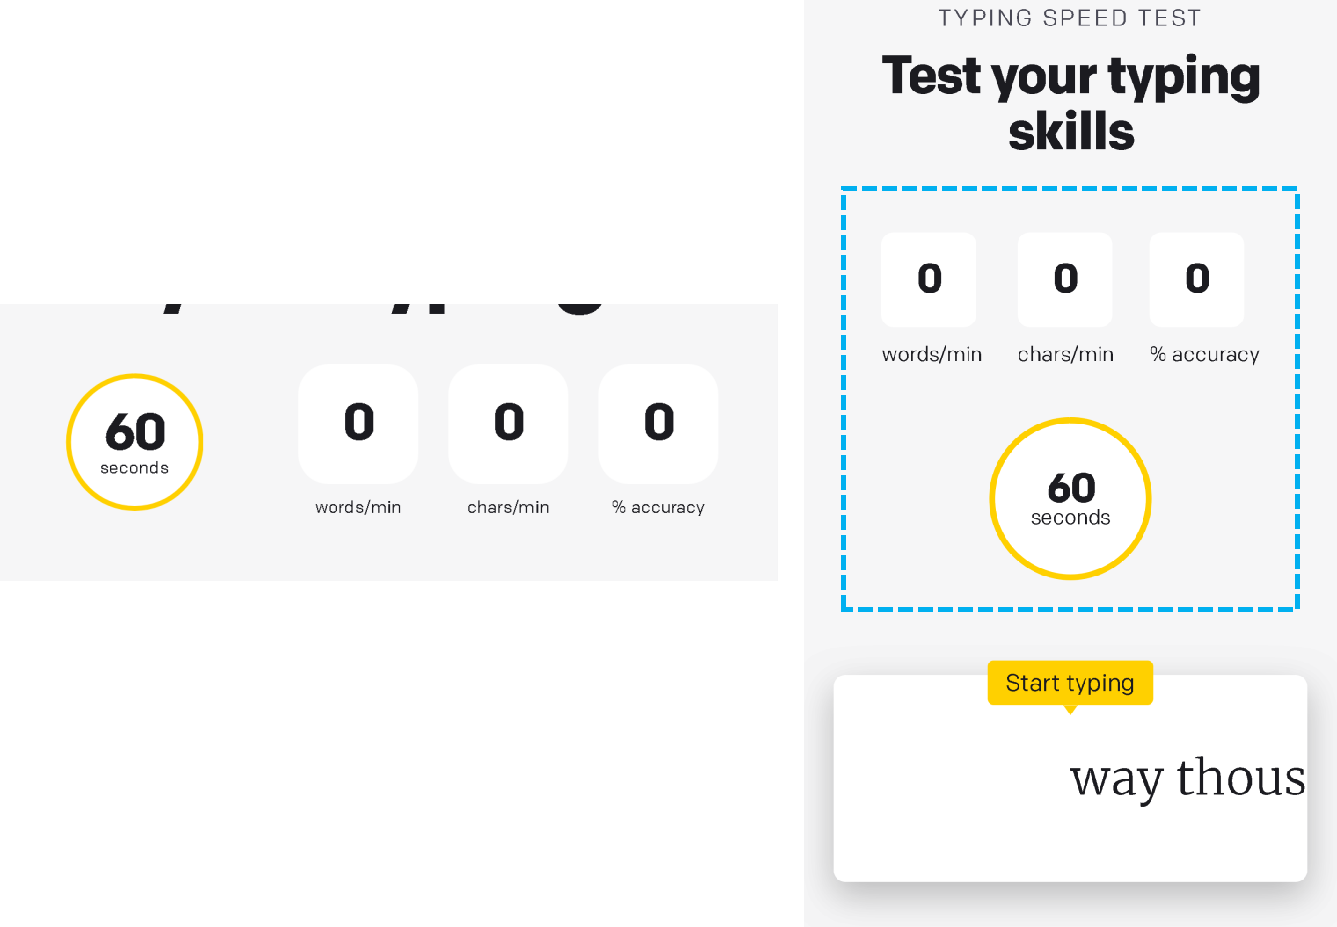 60
seconds
0 0 0
words/min chars/min % accuracy
TYPING SPEED TEST
Test your typing
skills
0 0 0
words/min chars/min % accuracy
60
seconds
Start typing
way thous